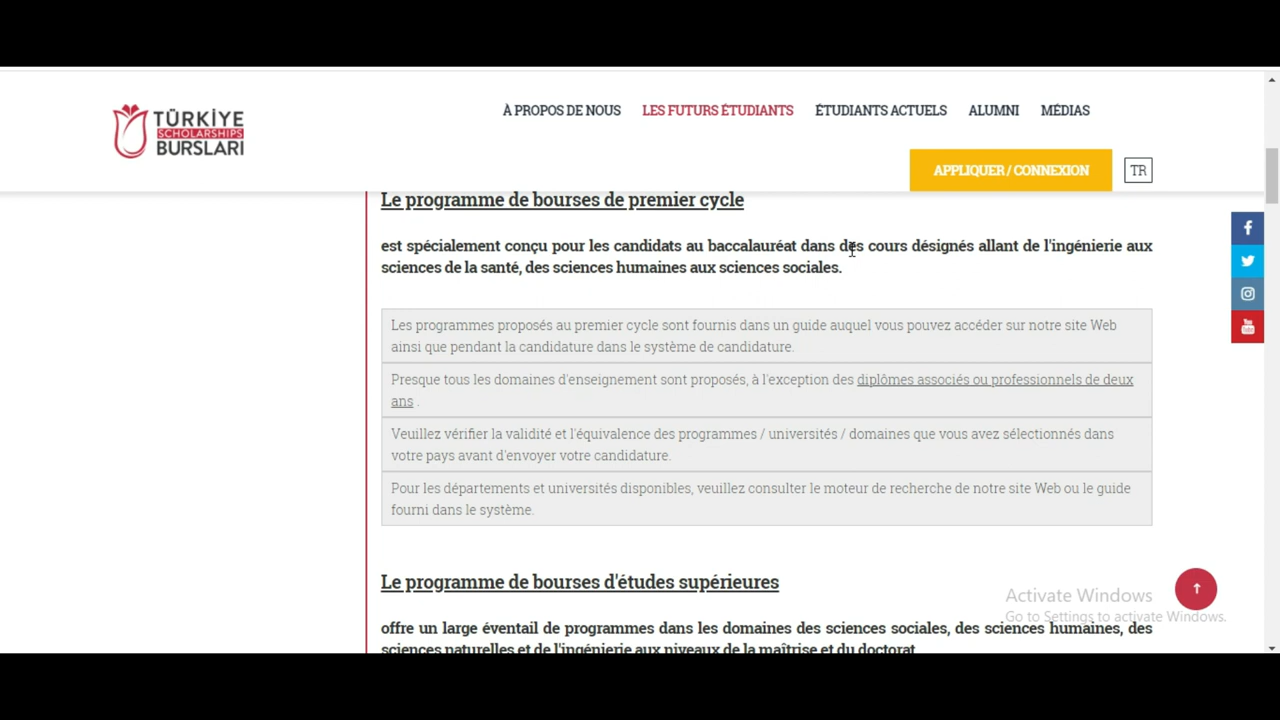 TÜRKİYE
SCHOLARSHIPS
BURSLARI
À PROPOS DE NOUS LES FUTURS ÉTUDIANTS ÉTUDIANTS ACTUELS ALUMNI MÉDIAS
APPLIQUER / CONNEXION TR
Le programme de bourses de premier cycle
est spécialement conçu pour les candidats au baccalauréat dans des cours désignés allant de l'ingénierie aux
sciences de la santé, des sciences humaines aux sciences sociales.
Les programmes proposés au premier cycle sont fournis dans un guide auquel vous pouvez accéder sur notre site Web
ainsi que pendant la candidature dans le système de candidature.
Presque tous les domaines d'enseignement sont proposés, à l'exception des diplômes associés ou professionnels de deux
ans .
Veuillez vérifier la validité et l'équivalence des programmes / universités / domaines que vous avez sélectionnés dans
votre pays avant d'envoyer votre candidature.
Pour les départements et universités disponibles, veuillez consulter le moteur de recherche de notre site Web ou le guide
fourni dans le système.
Le programme de bourses d'études supérieures
offre un large éventail de programmes dans les domaines des sciences sociales, des sciences humaines, des
sciences naturelles et de l'ingénierie aux niveaux de la maîtrise et du doctorat
Activate Windows
Go to Settings to activate Windows.